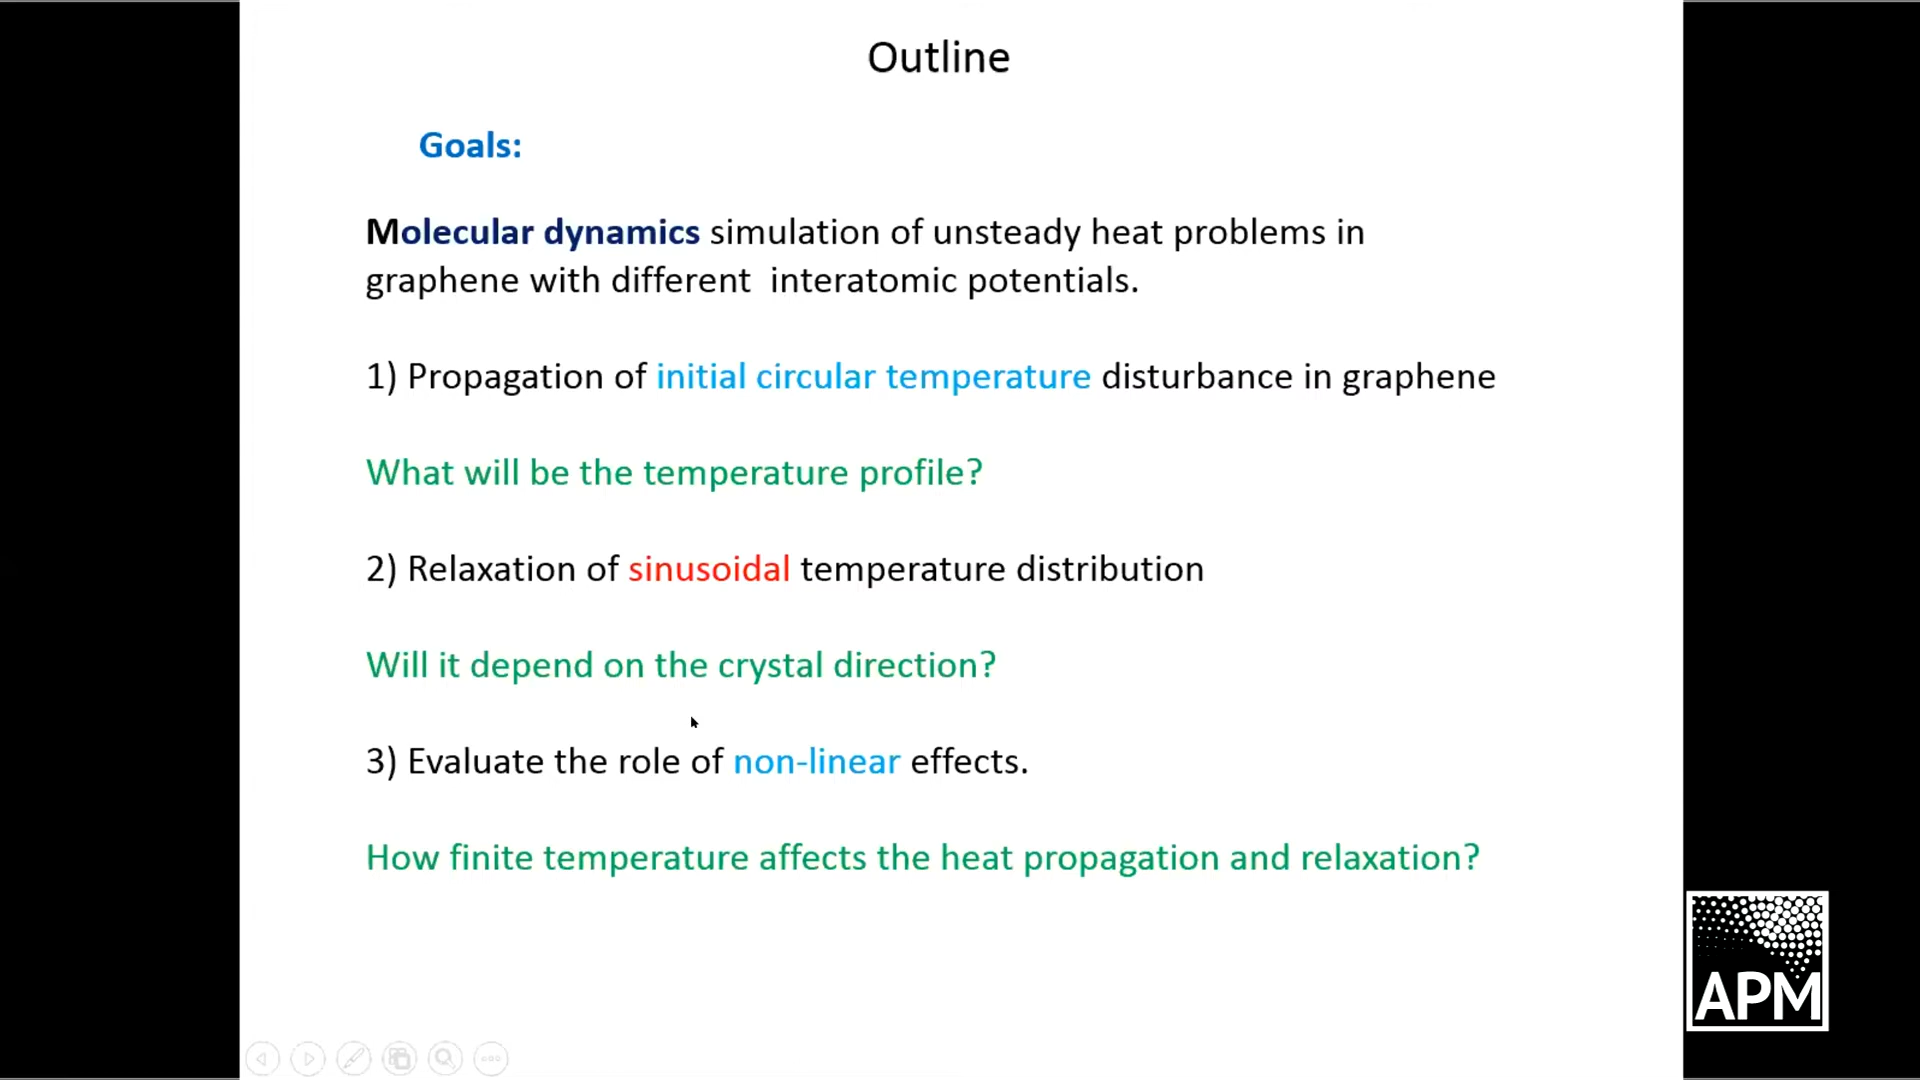 Outline
Goals:
Molecular dynamics simulation of unsteady heat problems in
graphene with different  interatomic potentials.
1) Propagation of initial circular temperature disturbance in graphene
What will be the temperature profile?
2) Relaxation of sinusoidal temperature distribution
Will it depend on the crystal direction?
3) Evaluate the role of non-linear effects.
How finite temperature affects the heat propagation and relaxation?
APM